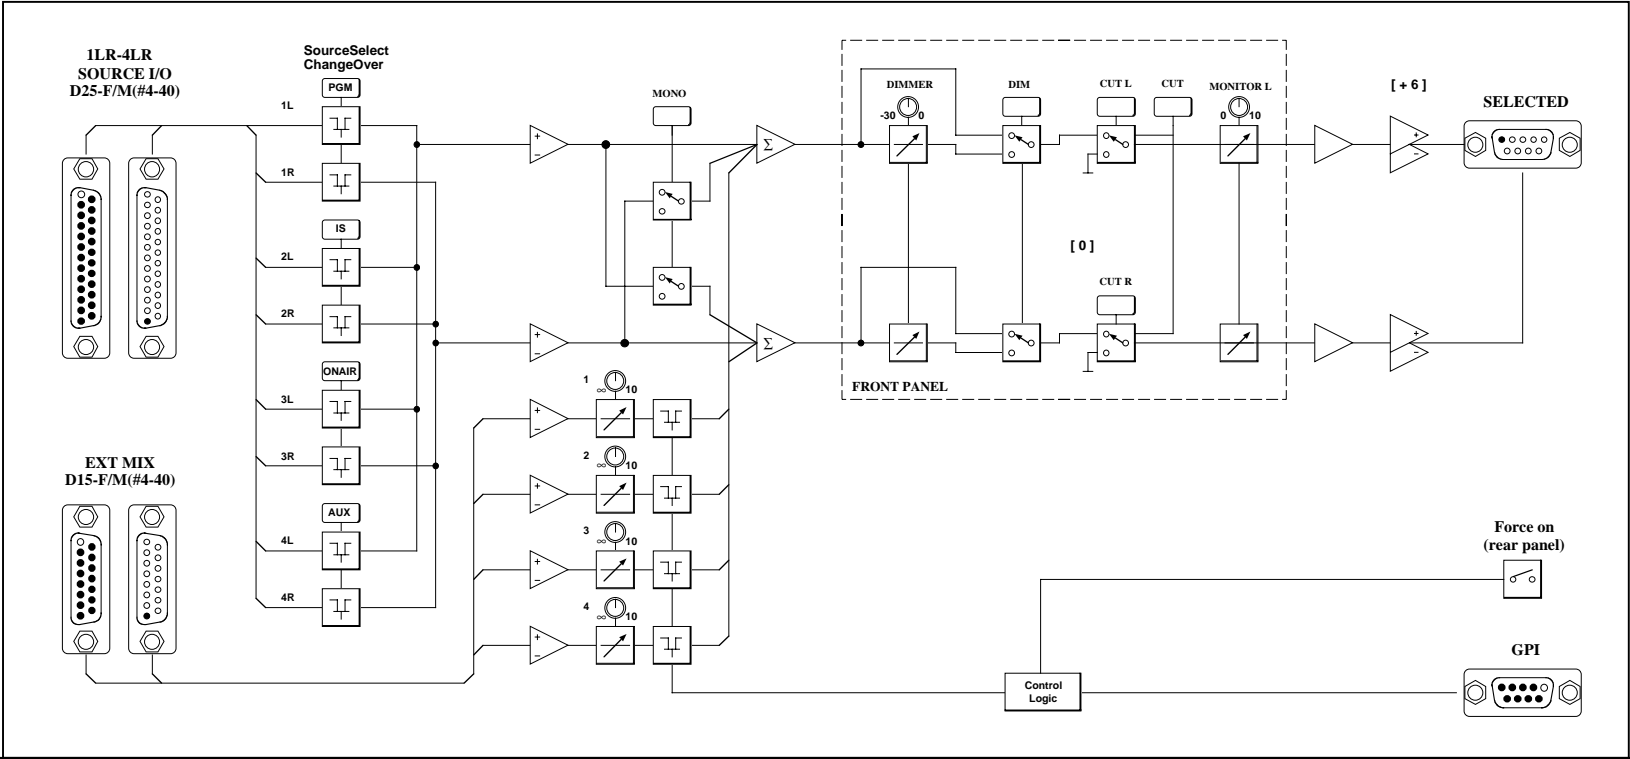 1LR-4LR
SOURCE I/O
D25-F/M(#4-40)
SourceSelect
ChangeOver
PGM
1L
1R
IS
2L
2R
ONAIR
3L
3R
AUX
4L
4R
EXT MIX
D15-F/M(#4-40)
+
−
+
−
MONO
Σ
Σ
1
∞ 10
+
−
2
∞ 10
+
−
3
∞ 10
+
−
4
∞ 10
+
−
DIMMER
-30 0
DIM
CUT L
CUT
MONITOR L
0 10
[ 0 ]
CUT R
FRONT PANEL
[ + 6 ]
+
−
+
−
SELECTED
Force on
(rear panel)
GPI
Control
Logic